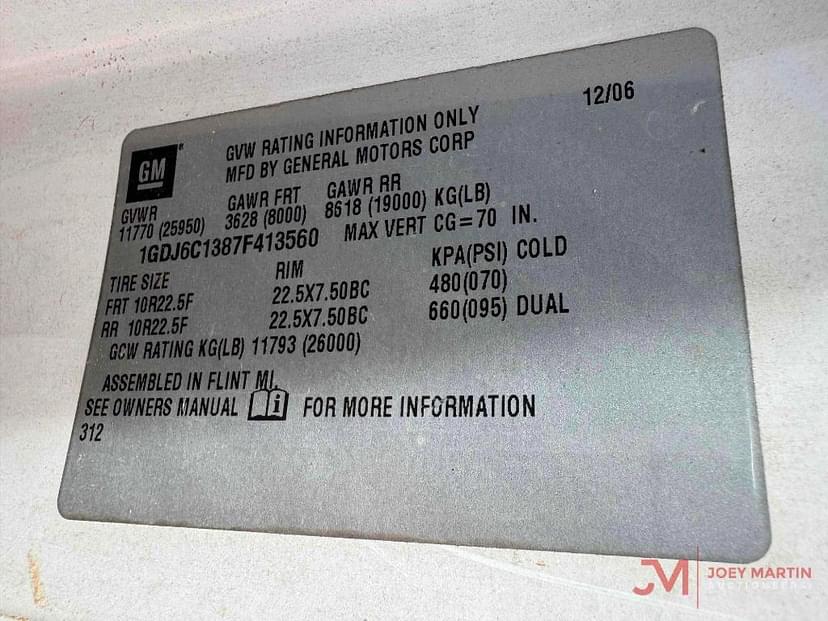 12/06
GM
GVW RATING INFORMATION ONLY
MFD BY GENERAL MOTORS CORP
GVWR GAWR FRT GAWR RR
11770 (25950) 3628 (8000) 8618 (19000) KG(LB)
1GDJ6C1387F413560 MAX VERT CG=70 IN.
TIRE SIZE RIM KPA(PSI) COLD
FRT 10R22.5F 22.5X7.50BC 480(070)
RR 10R22.5F 22.5X7.50BC 660(095) DUAL
GCW RATING KG(LB) 11793 (26000)
ASSEMBLED IN FLINT MI.
SEE OWNERS MANUAL i FOR MORE INFORMATION
312
JM JOEY MARTIN
AUCTIONEERS